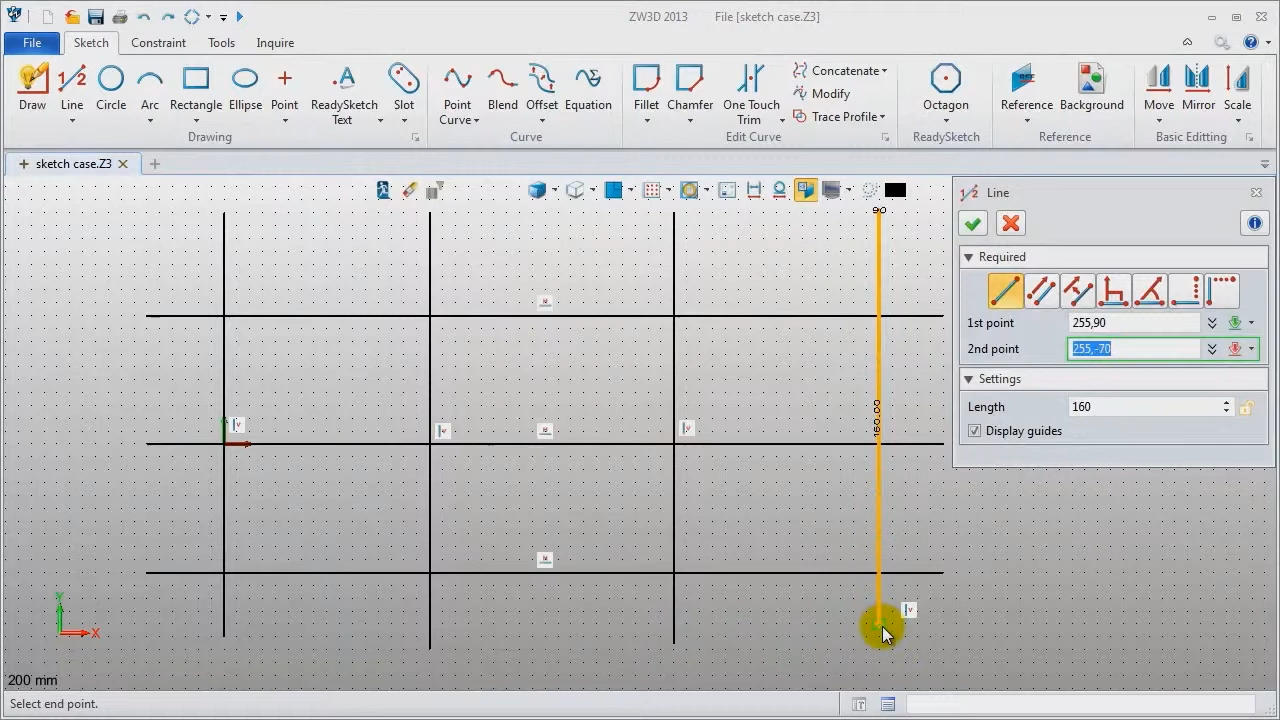 ZW3D 2013 File [sketch case.Z3]
File Sketch Constraint Tools Inquire
Draw Line Circle Arc Rectangle Ellipse Point ReadySketch Text Slot
Drawing
Point Curve Blend Offset Equation
Curve
Fillet Chamfer One Touch Trim
Concatenate
Modify
Trace Profile
Edit Curve
Octagon
ReadySketch
Reference Background
Reference
Move Mirror Scale
Basic Editing
sketch case.Z3
90
160.00
Line
Required
1st point 255,90
2nd point 255,-70
Settings
Length 160
Display guides
Y
X
200 mm
Select end point.